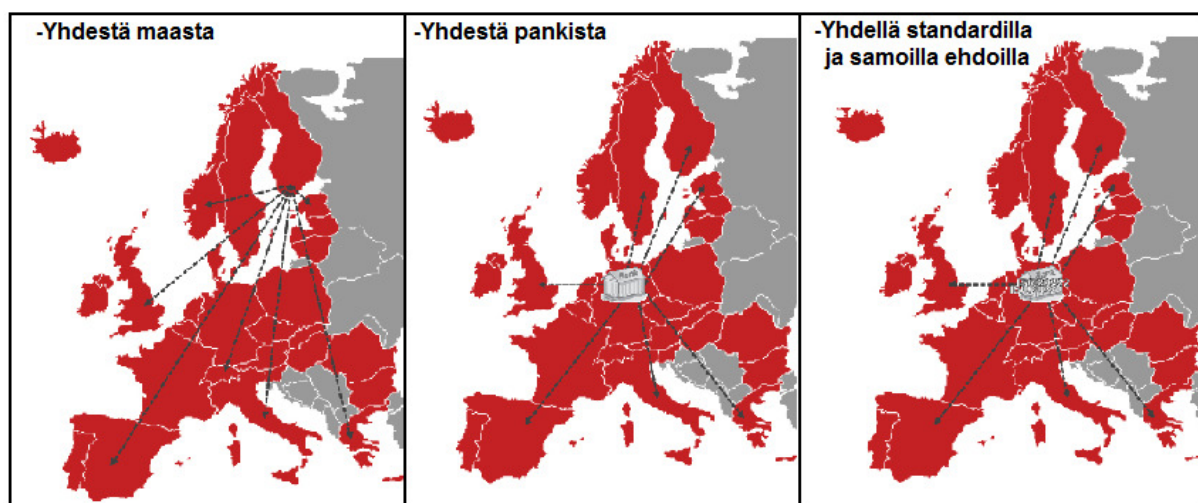 -Yhdestä maasta
-Yhdestä pankista
-Yhdellä standardilla
ja samoilla ehdoilla